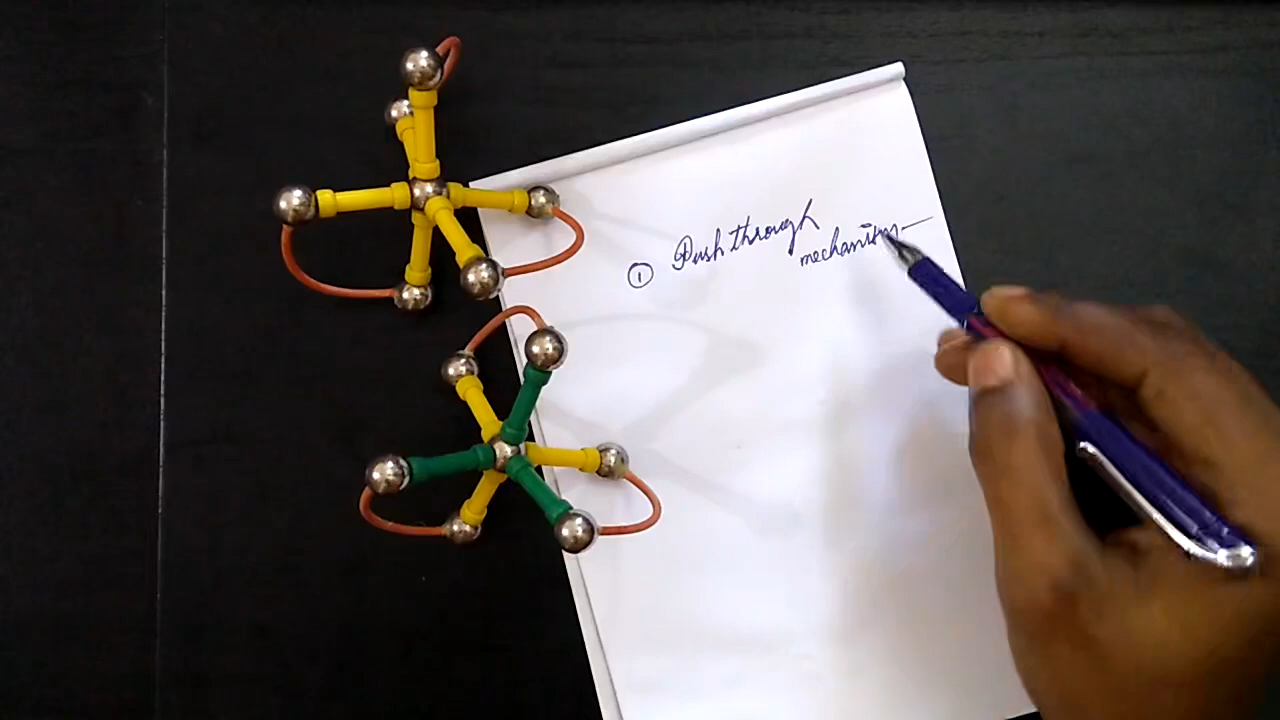 ① Push through
mechanism —